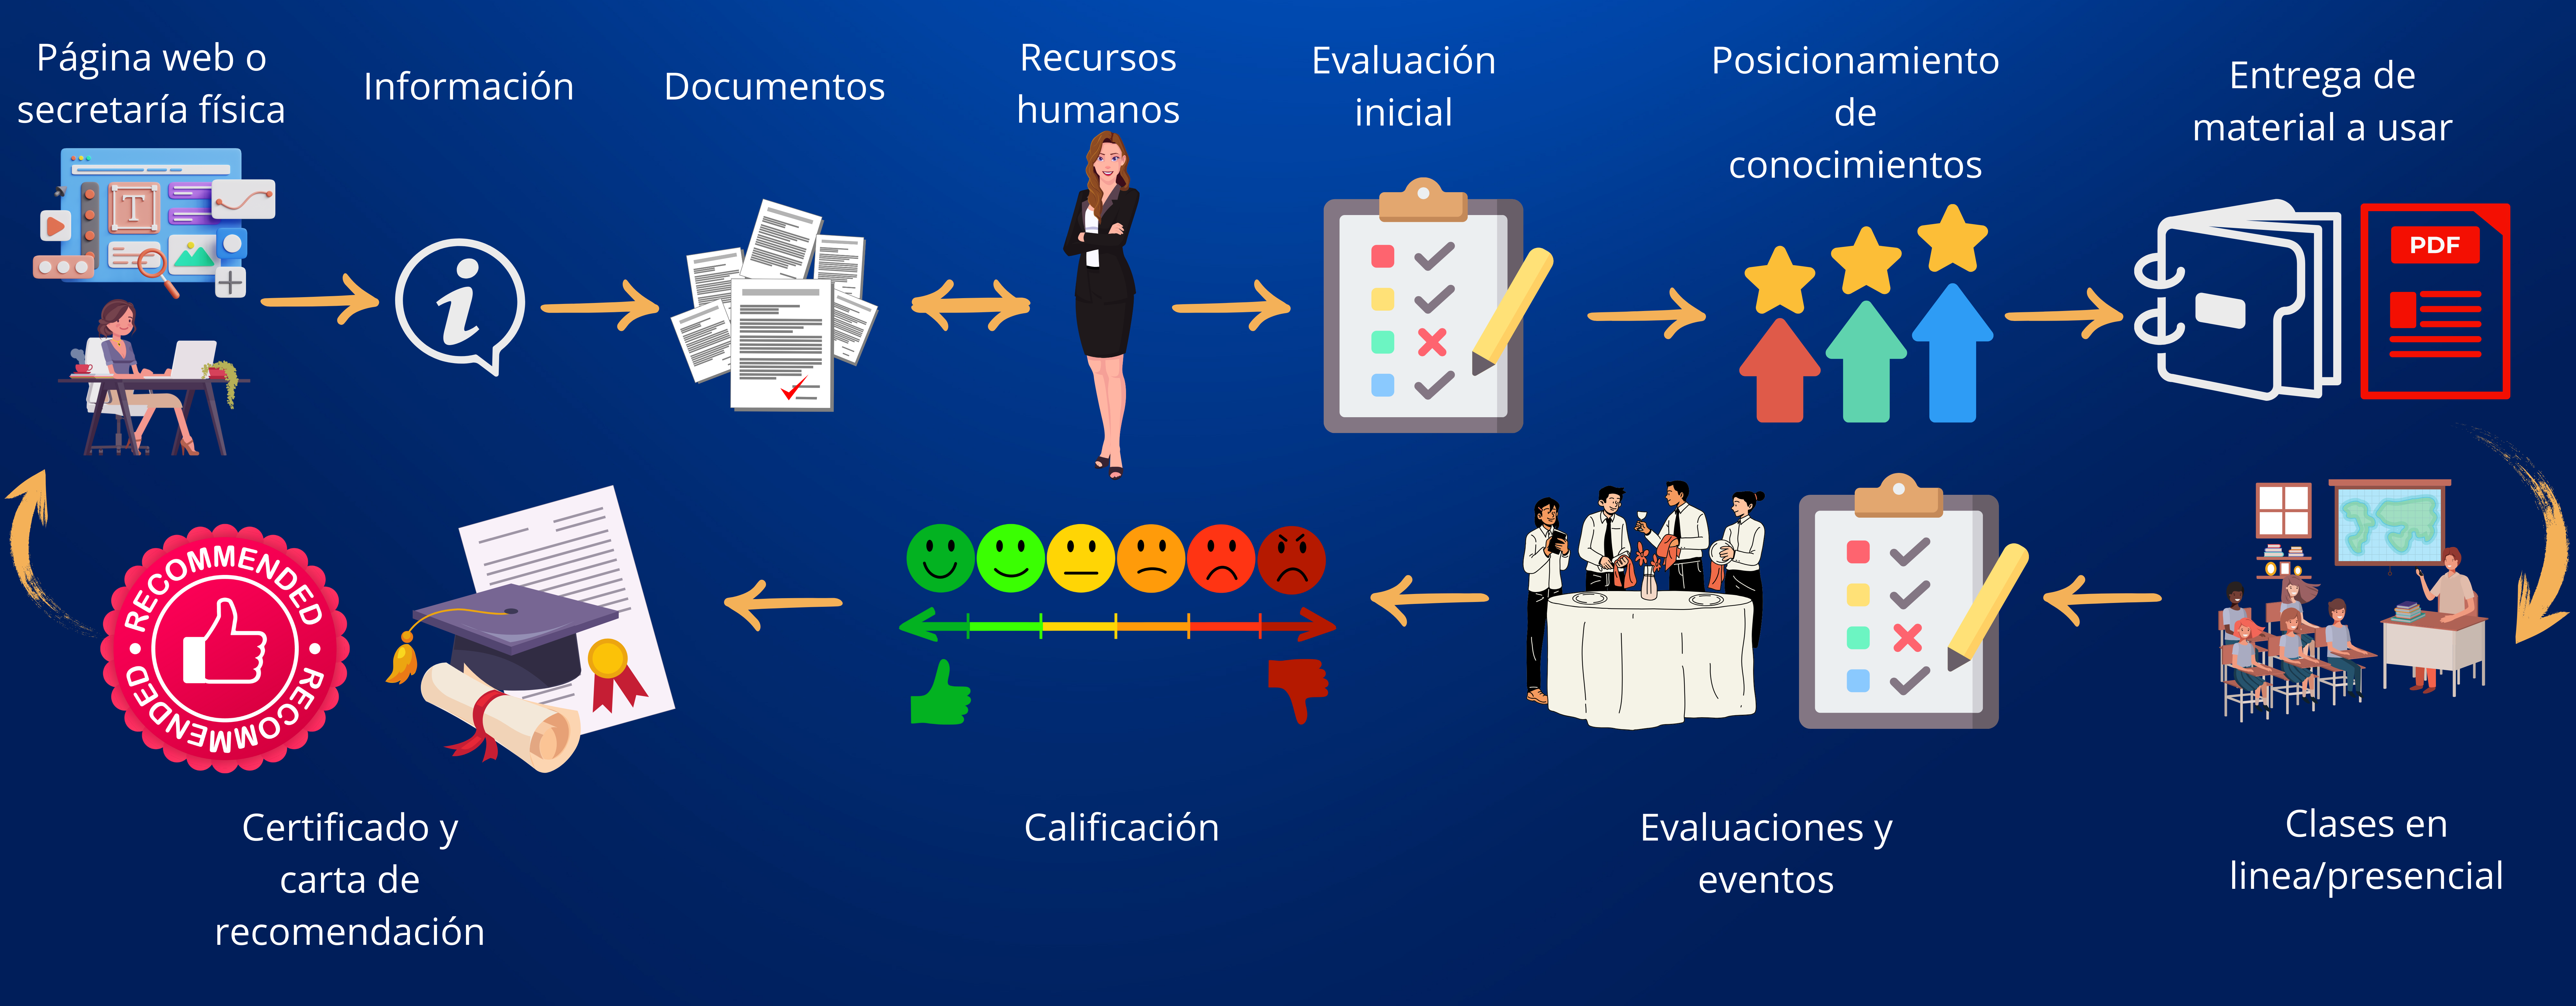 Página web o
secretaría física
Información
Documentos
Recursos
humanos
Evaluación
inicial
Posicionamiento
de
conocimientos
Entrega de
material a usar
T
i
PDF
RECOMMENDED
RECOMMENDED
Certificado y
carta de
recomendación
Calificación
Evaluaciones y
eventos
Clases en
linea/presencial